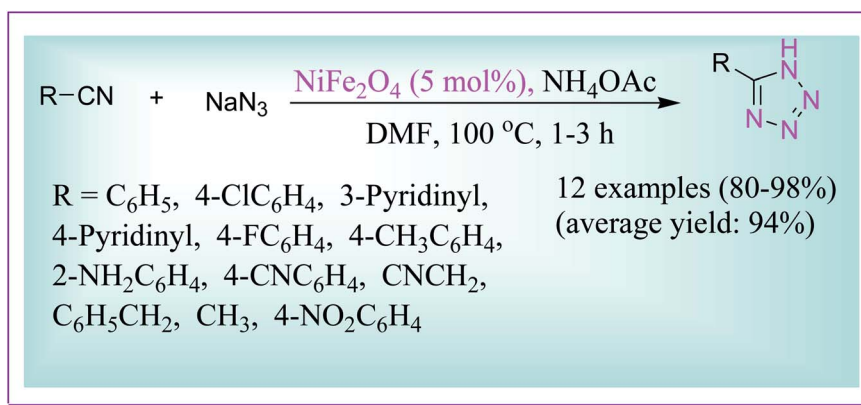 R–CN + NaN₃ NiFe₂O₄ (5 mol%), NH₄OAc
DMF, 100 °C, 1-3 h
R H N N N N
R = C₆H₅, 4-ClC₆H₄, 3-Pyridinyl,
4-Pyridinyl, 4-FC₆H₄, 4-CH₃C₆H₄,
2-NH₂C₆H₄, 4-CNC₆H₄, CNCH₂,
C₆H₅CH₂, CH₃, 4-NO₂C₆H₄
12 examples (80-98%)
(average yield: 94%)